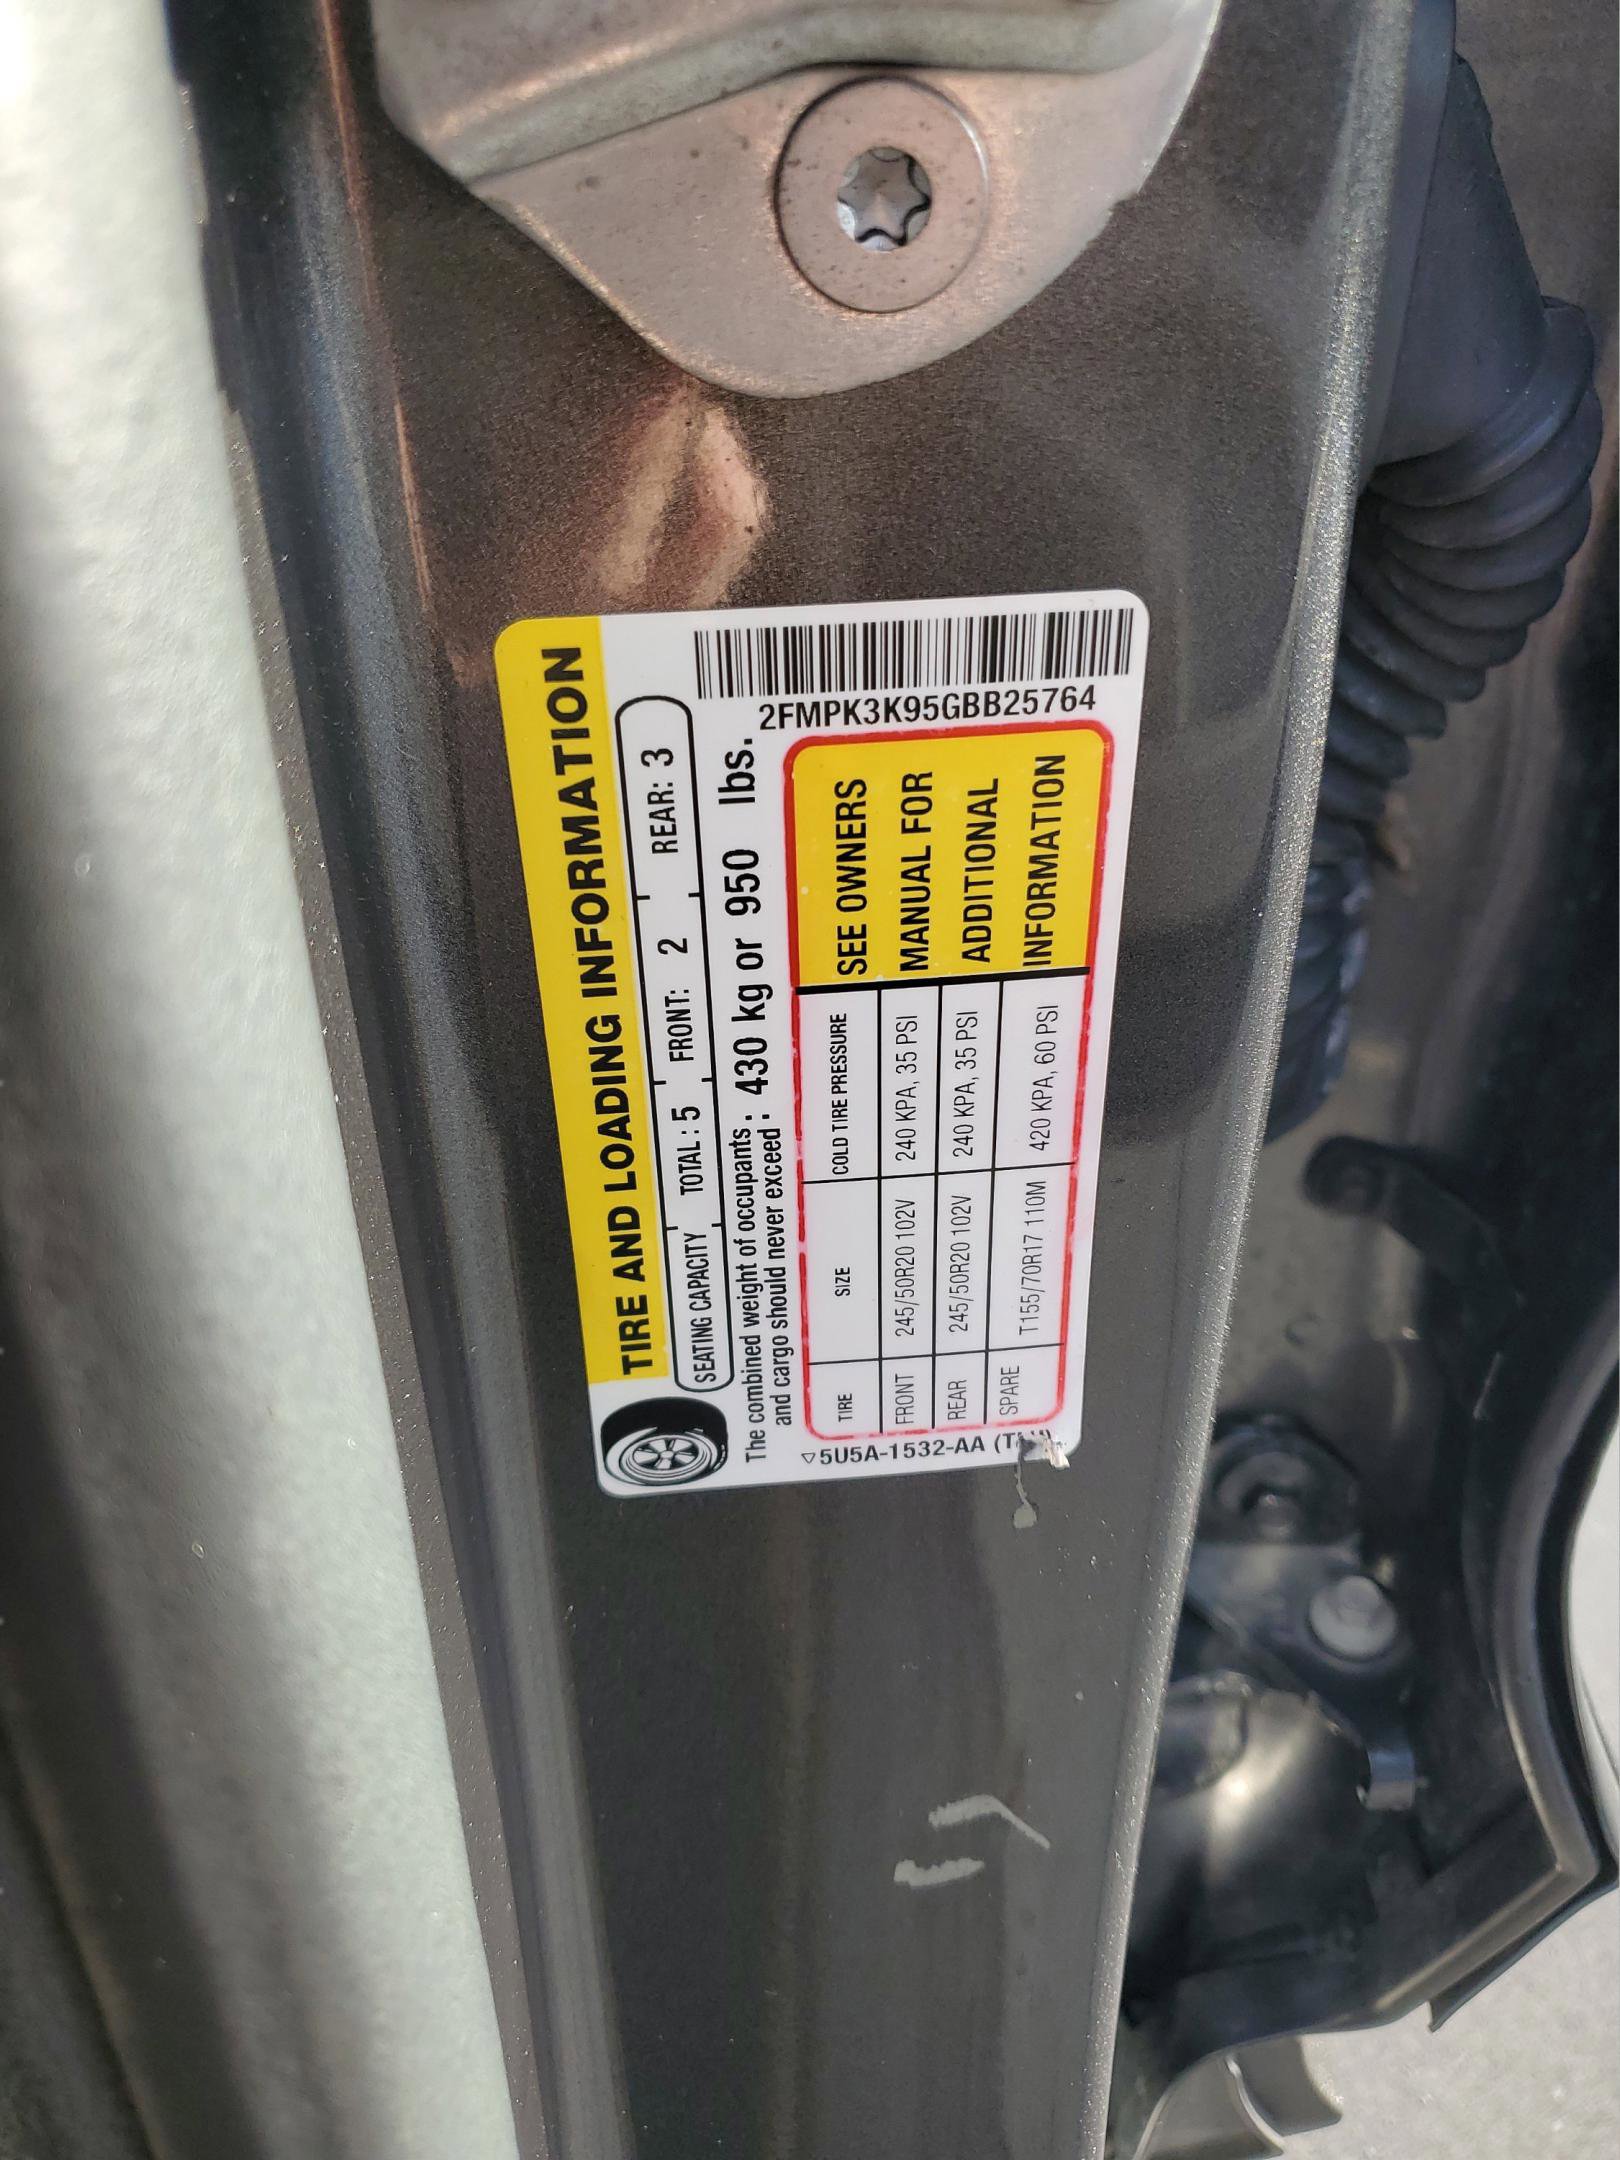 TIRE AND LOADING INFORMATION
SEATING CAPACITY TOTAL : 5 FRONT: 2 REAR: 3
The combined weight of occupants : 430 kg or 950 lbs.
and cargo should never exceed :
2FMPK3K95GBB25764
TIRE SIZE COLD TIRE PRESSURE SEE OWNERS
FRONT 245/50R20 102V 240 KPA, 35 PSI MANUAL FOR
REAR 245/50R20 102V 240 KPA, 35 PSI ADDITIONAL
SPARE T155/70R17 110M 420 KPA, 60 PSI INFORMATION
5U5A-1532-AA